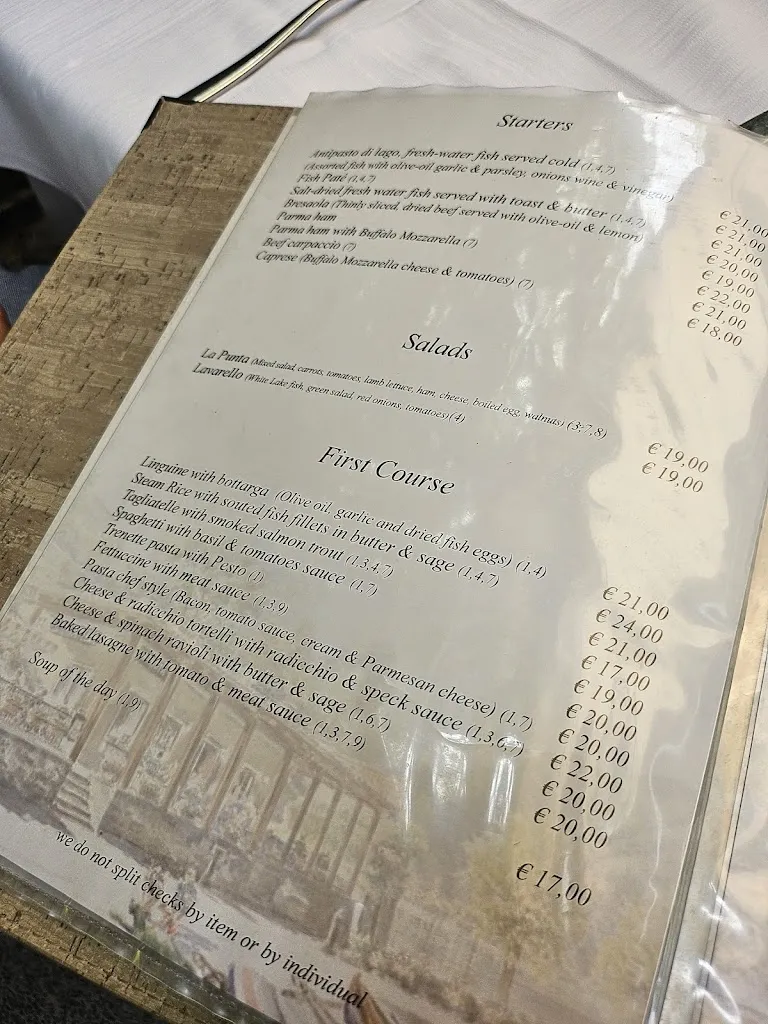 Starters
Antipasto di lago, fresh-water fish served cold (1,4,7) € 21,00
(Assorted fish with olive-oil garlic & parsley, onions wine & vinegar)
Fish Paté (1,4,7) € 21,00
Salt-dried fresh water fish served with toast & butter (1,4,7) € 21,00
Bresaola (Thinly sliced, dried beef served with olive-oil & lemon) € 20,00
Parma ham € 19,00
Parma ham with Buffalo Mozzarella (7) € 22,00
Beef carpaccio (7) € 21,00
Caprese (Buffalo Mozzarella cheese & tomatoes) (7) € 18,00
Salads
La Punta (Mixed salad, carrots, tomatoes, lamb lettuce, ham, cheese, boiled egg, walnuts) (3,7,8) € 19,00
Lavarello (White Lake fish, green salad, red onions, tomatoes)(4) € 19,00
First Course
Linguine with bottarga (Olive oil, garlic and dried fish eggs) (1,4) € 21,00
Steam Rice with souted fish fillets in butter & sage (1,4,7) € 24,00
Tagliatelle with smoked salmon trout (1,3,4,7) € 21,00
Spaghetti with basil & tomatoes sauce (1,7) € 17,00
Trenette pasta with Pesto (1) € 19,00
Fettuccine with meat sauce (1,3,9) € 20,00
Pasta chef style (Bacon, tomato sauce, cream & Parmesan cheese) (1,7) € 20,00
Cheese & radicchio tortelli with radicchio & speck sauce (1,3,6,7) € 22,00
Cheese & spinach ravioli with butter & sage (1,6,7) € 20,00
Baked lasagne with tomato & meat sauce (1,3,7,9) € 20,00
Soup of the day (1,9) € 17,00
we do not split checks by item or by individual